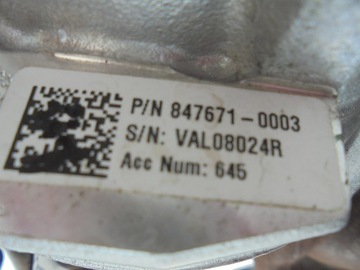 P/N 847671-0003
S/N: VAL08024R
Acc Num: 645